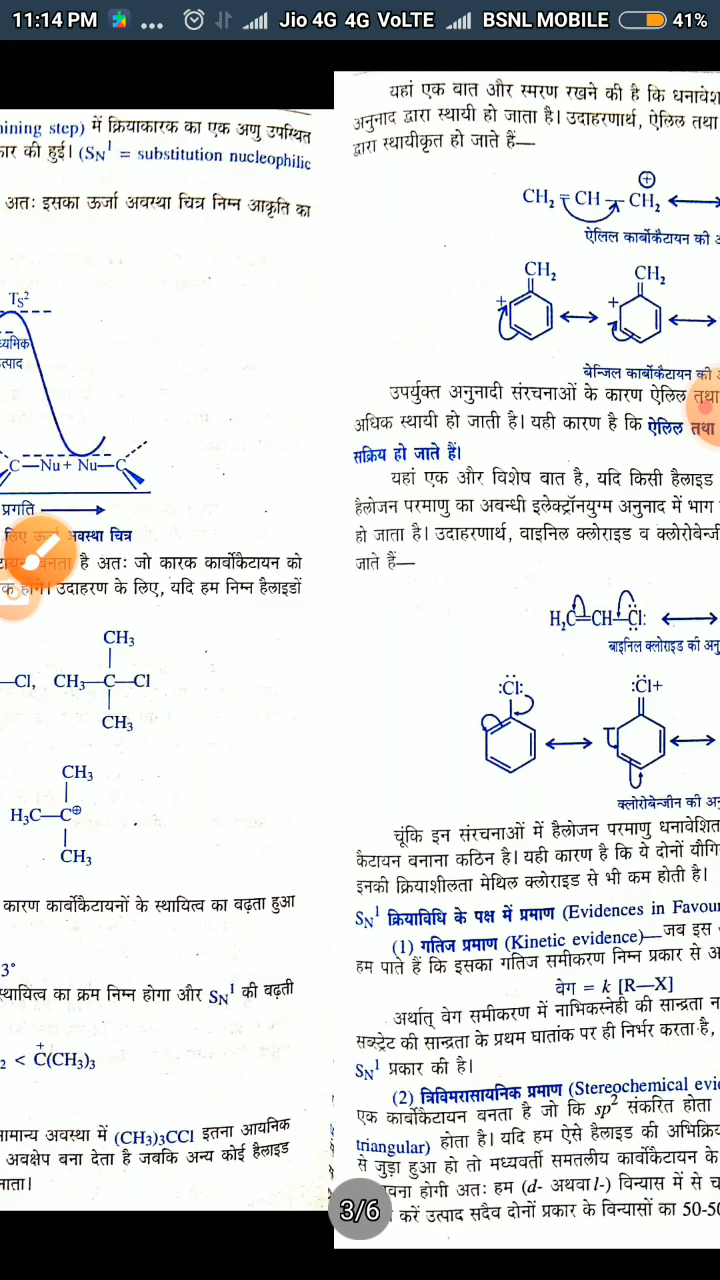 11:14 PM ... Jio 4G 4G VoLTE BSNL MOBILE 41%
ining step) में क्रियाकारक का एक अणु उपस्थित
कार की हुई। (SN¹ = substitution nucleophilic
अतः इसका ऊर्जा अवस्था चित्र निम्न आकृति का
TS²
ध्यमिक
त्पाद
C—Nu + Nu—C
प्रगति
लिए ऊर्जा अवस्था चित्र
बनता है अतः जो कारक कार्बोकैटायन को
होंगे। उदाहरण के लिए, यदि हम निम्न हैलाइडों
CH₃
—Cl, CH₃—C—Cl
CH₃
CH₃
H₃C—C⊕
CH₃
कारण कार्बोकैटायनों के स्थायित्व का बढ़ता हुआ
3°
स्थायित्व का क्रम निम्न होगा और SN¹ की बढ़ती
₂ < C⁺(CH₃)₃
सामान्य अवस्था में (CH₃)₃CCl इतना आयनिक
अवक्षेप बना देता है जबकि अन्य कोई हैलाइड
नाता।
यहां एक बात और स्मरण रखने की है कि धनावेश
अनुनाद द्वारा स्थायी हो जाता है। उदाहरणार्थ, ऐलिल तथा
द्वारा स्थायीकृत हो जाते हैं—
⊕
CH₂ = CH — CH₂ ⟷
ऐलिल कार्बोकैटायन की अ
CH₂ CH₂
+ ⟷ + ⟷
बेन्जिल कार्बोकैटायन की अ
उपर्युक्त अनुनादी संरचनाओं के कारण ऐलिल तथा
अधिक स्थायी हो जाती है। यही कारण है कि ऐलिल तथा
सक्रिय हो जाते हैं।
यहां एक और विशेष बात है, यदि किसी हैलाइड
हैलोजन परमाणु का अबन्धी इलेक्ट्रॉनयुग्म अनुनाद में भाग
हो जाता है। उदाहरणार्थ, वाइनिल क्लोराइड व क्लोरोबेन्जी
जाते हैं—
H₂C=CH—Cl: ⟷
बाइनिल क्लोराइड की अनु
:Cl: :Cl+
⟷ ⟷
क्लोरोबेन्जीन की अनु
चूंकि इन संरचनाओं में हैलोजन परमाणु धनावेशित
कैटायन बनाना कठिन है। यही कारण है कि ये दोनों यौगि
इनकी क्रियाशीलता मेथिल क्लोराइड से भी कम होती है।
SN¹ क्रियाविधि के पक्ष में प्रमाण (Evidences in Favou
(1) गतिज प्रमाण (Kinetic evidence)—जब इस
हम पाते हैं कि इसका गतिज समीकरण निम्न प्रकार से अ
वेग = k [R—X]
अर्थात् वेग समीकरण में नाभिकस्नेही की सान्द्रता न
सब्स्ट्रेट की सान्द्रता के प्रथम घातांक पर ही निर्भर करता है,
SN¹ प्रकार की है।
(2) त्रिविमरासायनिक प्रमाण (Stereochemical evi
एक कार्बोकैटायन बनता है जो कि sp² संकरित होता
triangular) होता है। यदि हम ऐसे हैलाइड की अभिक्रिय
से जुड़ा हुआ हो तो मध्यवर्ती समतलीय कार्बोकैटायन के
वना होगी अतः हम (d- अथवा l-) विन्यास में से च
करें उत्पाद सदैव दोनों प्रकार के विन्यासों का 50-50
3/6